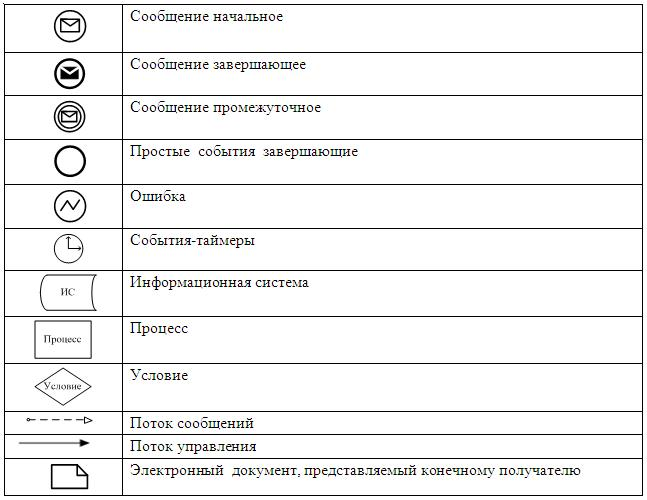 Сообщение начальное
Сообщение завершающее
Сообщение промежуточное
Простые события завершающие
Ошибка
События-таймеры
ИС
Информационная система
Процесс
Процесс
Условие
Условие
Поток сообщений
Поток управления
Электронный документ, представляемый конечному получателю